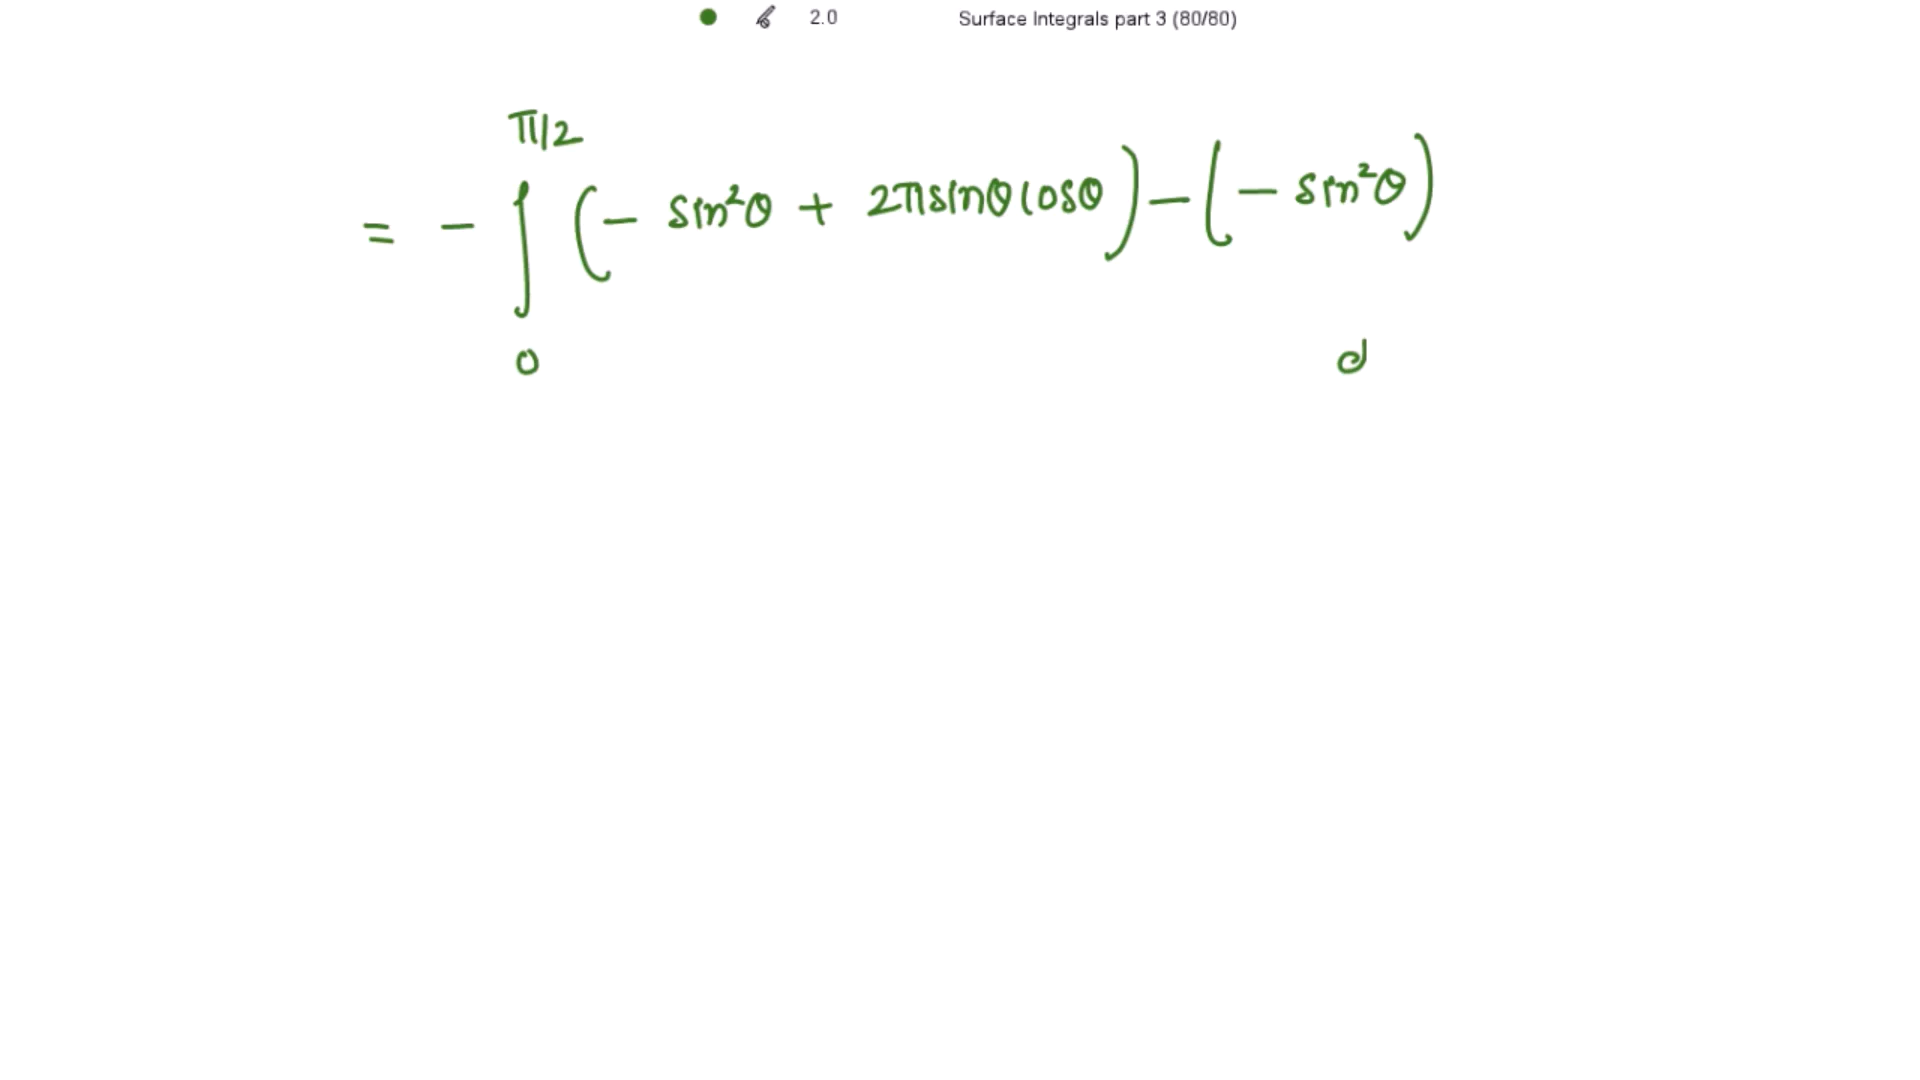 2.0 Surface Integrals part 3 (80/80)
π/2
= - ∫ (- sin²θ + 2π sinθ cosθ) - (- sin²θ)
0 d